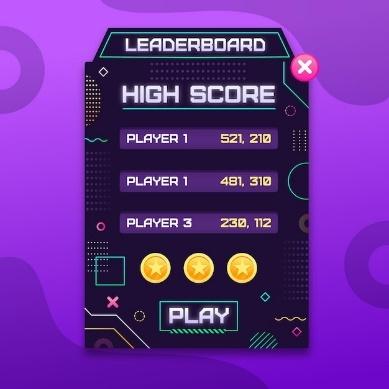 LEADERBOARD
HIGH SCORE
PLAYER 1 521, 210
PLAYER 1 481, 310
PLAYER 3 230, 112
PLAY